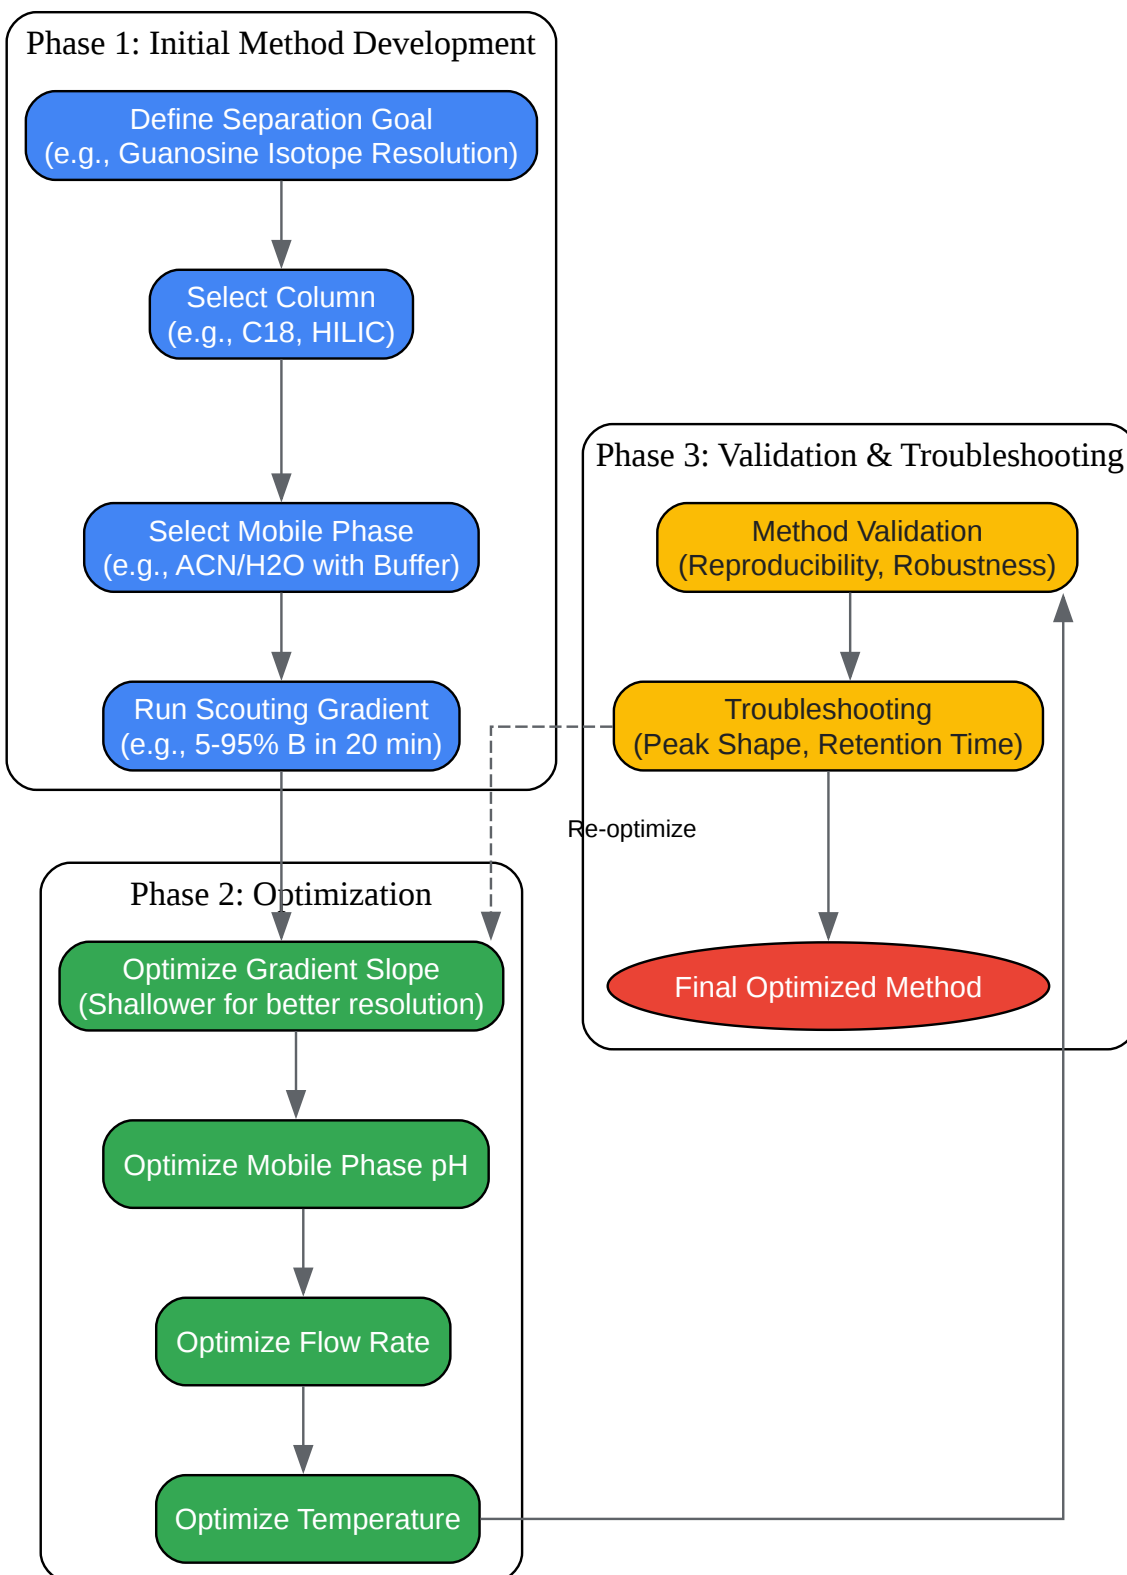 Phase 1: Initial Method Development
Define Separation Goal
(e.g., Guanosine Isotope Resolution)
Select Column
(e.g., C18, HILIC)
Select Mobile Phase
(e.g., ACN/H2O with Buffer)
Run Scouting Gradient
(e.g., 5-95% B in 20 min)
Phase 2: Optimization
Optimize Gradient Slope
(Shallower for better resolution)
Optimize Mobile Phase pH
Optimize Flow Rate
Optimize Temperature
Phase 3: Validation & Troubleshooting
Method Validation
(Reproducibility, Robustness)
Troubleshooting
(Peak Shape, Retention Time)
Re-optimize
Final Optimized Method